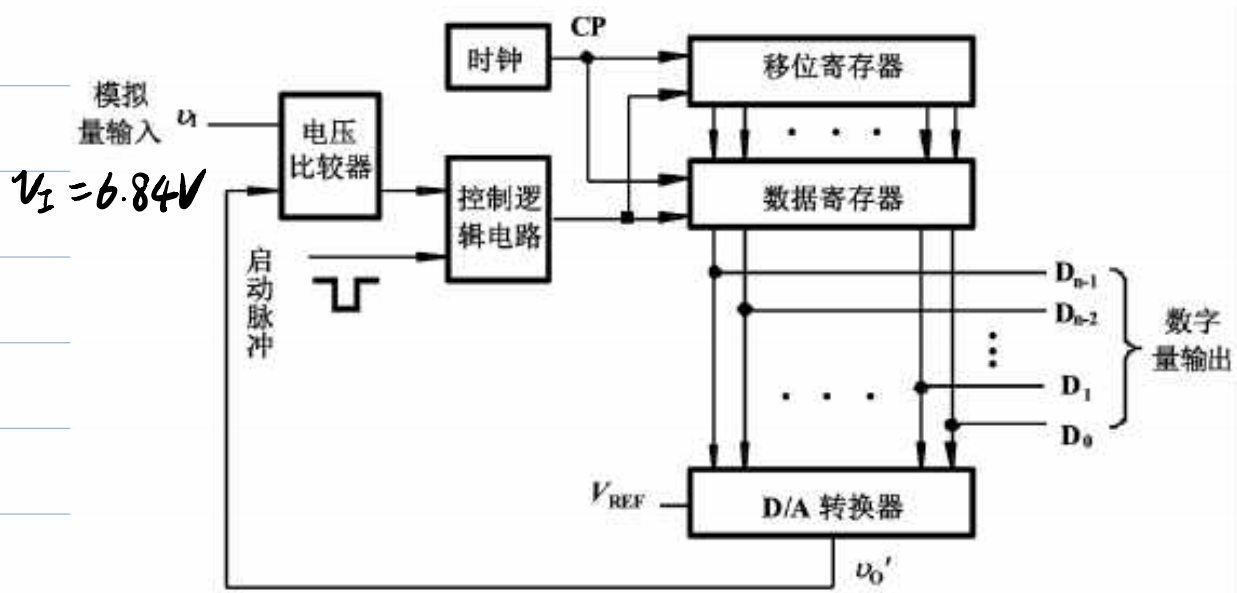 CP
时钟
移位寄存器
模拟
量输入 υI
电压
比较器
vI = 6.84V
控制逻
辑电路
数据寄存器
启动脉冲
Dn-1
Dn-2
数字
量输出
D1
D0
VREF
D/A 转换器
υO′